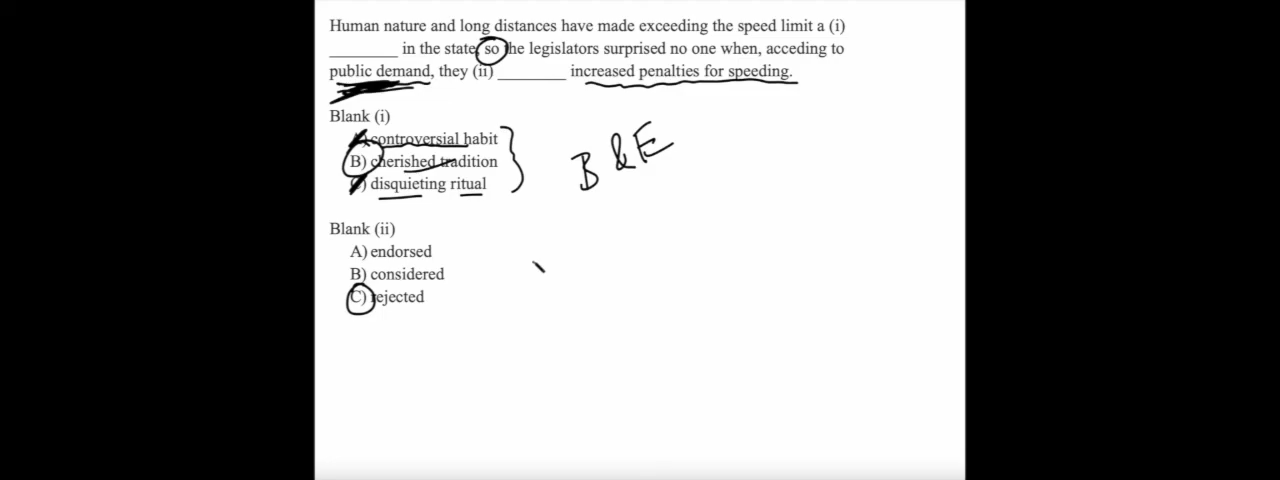 Human nature and long distances have made exceeding the speed limit a (i)
________ in the state, so the legislators surprised no one when, acceding to
public demand, they (ii) ________ increased penalties for speeding.
Blank (i)
A) controversial habit
B) cherished tradition
C) disquieting ritual
B & E
Blank (ii)
A) endorsed
B) considered
C) rejected